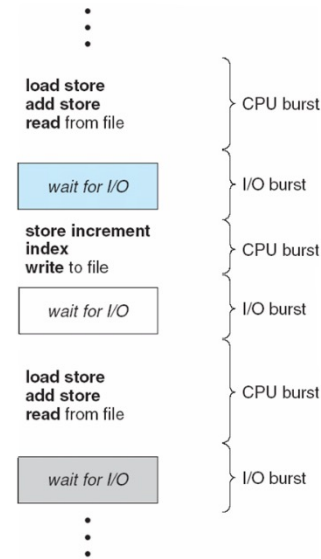 load store
add store
read from file
CPU burst
wait for I/O
I/O burst
store increment
index
write to file
CPU burst
wait for I/O
I/O burst
load store
add store
read from file
CPU burst
wait for I/O
I/O burst